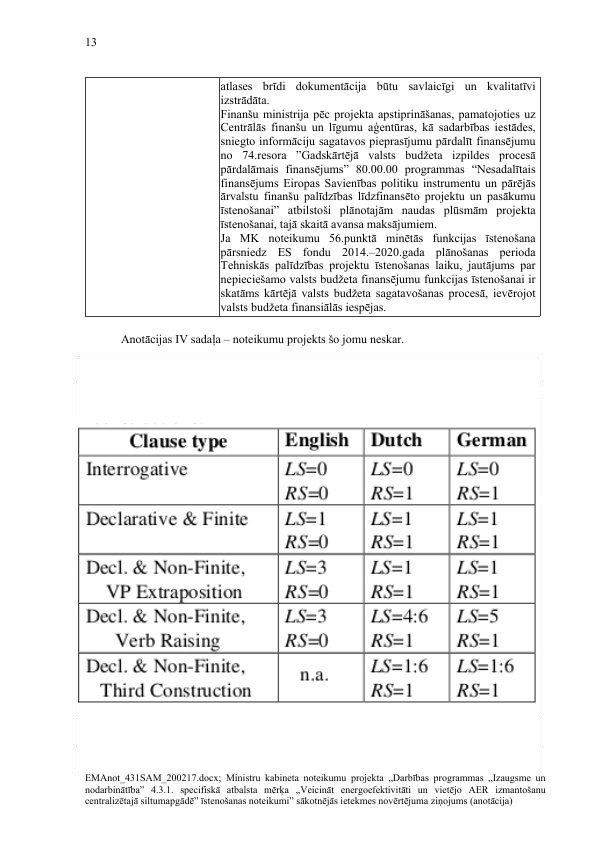 13
atlases brīdi dokumentācija būtu savlaicīgi un kvalitatīvi
izstrādāta.
Finanšu ministrija pēc projekta apstiprināšanas, pamatojoties uz
Centrālās finanšu un līgumu aģentūras, kā sadarbības iestādes,
sniegto informāciju sagatavos pieprasījumu pārdalīt finansējumu
no 74.resora ”Gadskārtējā valsts budžeta izpildes procesā
pārdalāmais finansējums” 80.00.00 programmas “Nesadalītais
finansējums Eiropas Savienības politiku instrumentu un pārējās
ārvalstu finanšu palīdzības līdzfinansēto projektu un pasākumu
īstenošanai” atbilstoši plānotajām naudas plūsmām projekta
īstenošanai, tajā skaitā avansa maksājumiem.
Ja MK noteikumu 56.punktā minētās funkcijas īstenošana
pārsniedz ES fondu 2014.–2020.gada plānošanas perioda
Tehniskās palīdzības projektu īstenošanas laiku, jautājums par
nepieciešamo valsts budžeta finansējumu funkcijas īstenošanai ir
skatāms kārtējā valsts budžeta sagatavošanas procesā, ievērojot
valsts budžeta finansiālās iespējas.
Anotācijas IV sadaļa – noteikumu projekts šo jomu neskar.
Clause type English Dutch German
Interrogative LS=0 LS=0 LS=0
RS=0 RS=1 RS=1
Declarative & Finite LS=1 LS=1 LS=1
RS=0 RS=1 RS=1
Decl. & Non-Finite, LS=3 LS=1 LS=1
VP Extraposition RS=0 RS=1 RS=1
Decl. & Non-Finite, LS=3 LS=4:6 LS=5
Verb Raising RS=0 RS=1 RS=1
Decl. & Non-Finite, n.a. LS=1:6 LS=1:6
Third Construction RS=1 RS=1
EMAnot_431SAM_200217.docx; Ministru kabineta noteikumu projekta „Darbības programmas „Izaugsme un
nodarbinātība” 4.3.1. specifiskā atbalsta mērķa „Veicināt energoefektivitāti un vietējo AER izmantošanu
centralizētajā siltumapgādē” īstenošanas noteikumi” sākotnējās ietekmes novērtējuma ziņojums (anotācija)